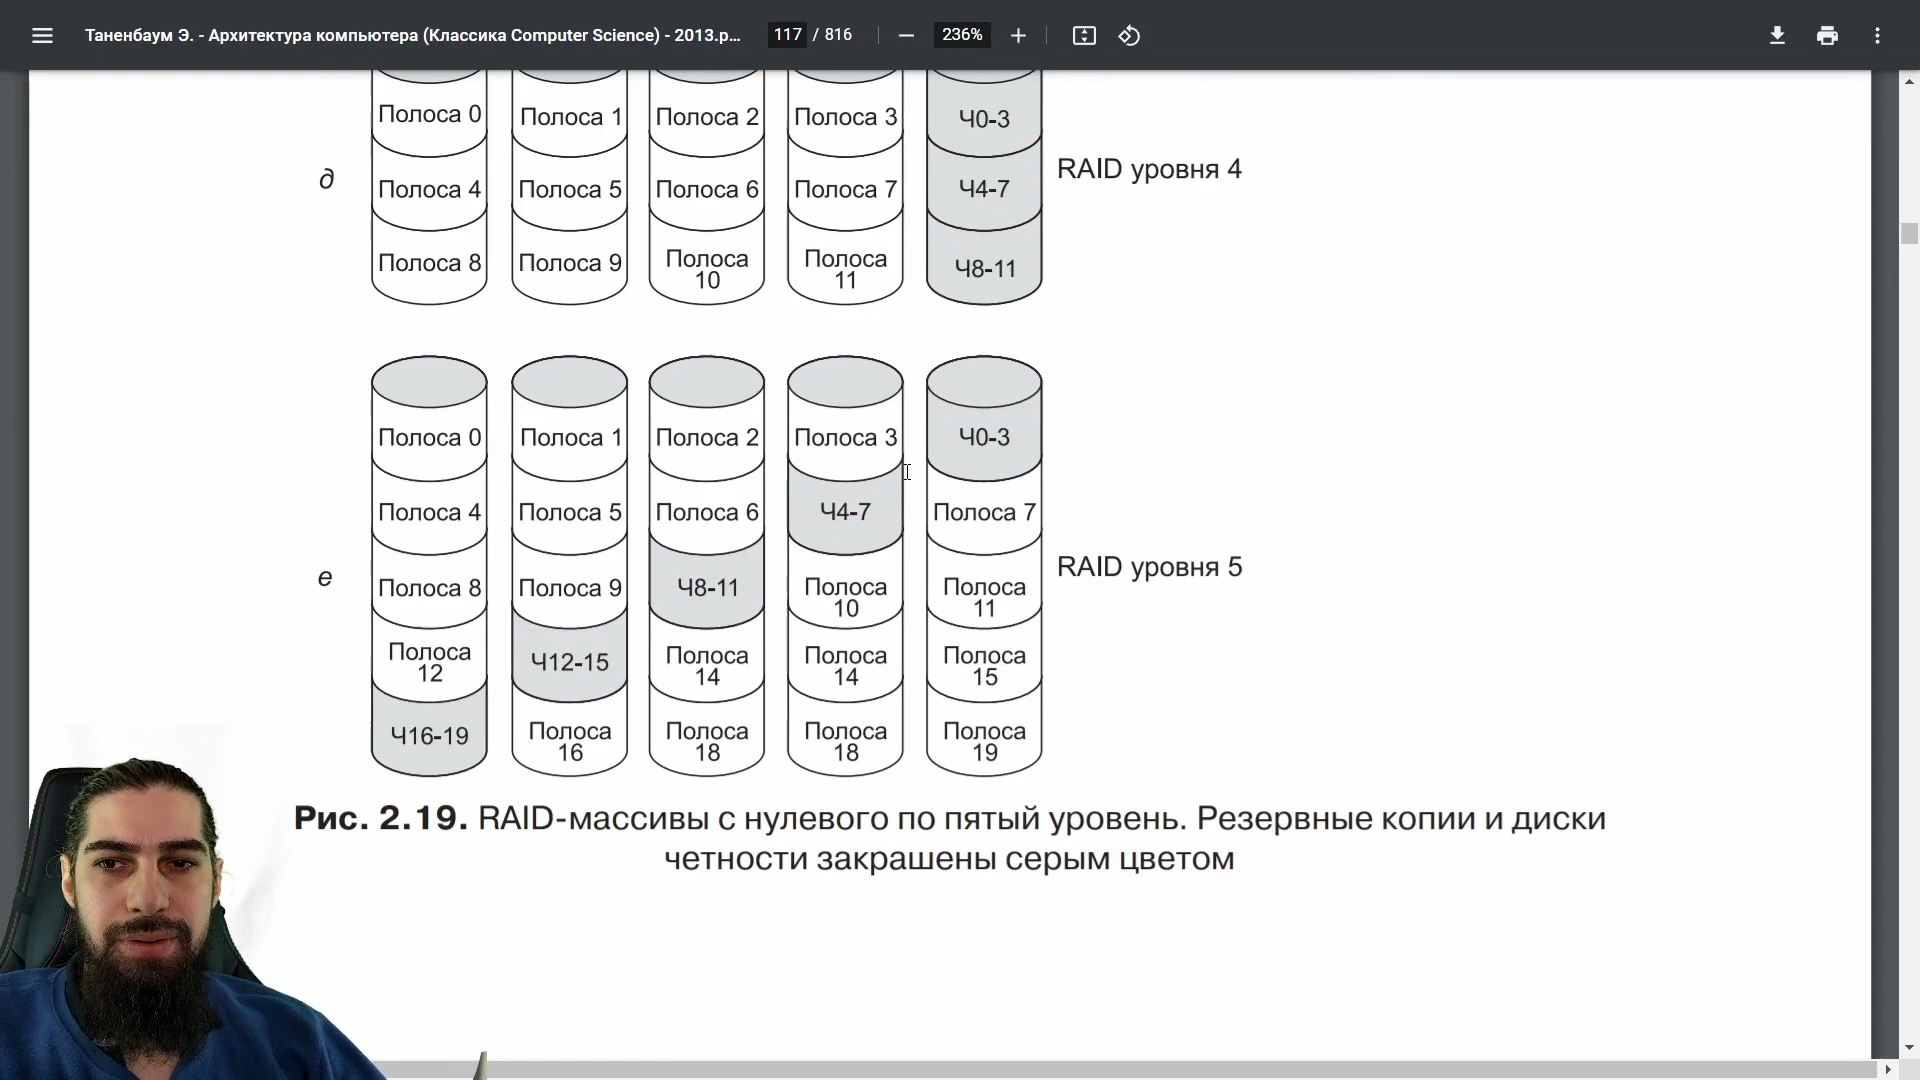 Таненбаум Э. - Архитектура компьютера (Классика Computer Science) - 2013.p... 117 / 816 236%
Полоса 0 Полоса 1 Полоса 2 Полоса 3 Ч0-3
д Полоса 4 Полоса 5 Полоса 6 Полоса 7 Ч4-7 RAID уровня 4
Полоса 8 Полоса 9 Полоса 10 Полоса 11 Ч8-11
Полоса 0 Полоса 1 Полоса 2 Полоса 3 Ч0-3
Полоса 4 Полоса 5 Полоса 6 Ч4-7 Полоса 7
е Полоса 8 Полоса 9 Ч8-11 Полоса 10 Полоса 11 RAID уровня 5
Полоса 12 Ч12-15 Полоса 14 Полоса 14 Полоса 15
Ч16-19 Полоса 16 Полоса 18 Полоса 18 Полоса 19
Рис. 2.19. RAID-массивы с нулевого по пятый уровень. Резервные копии и диски
четности закрашены серым цветом